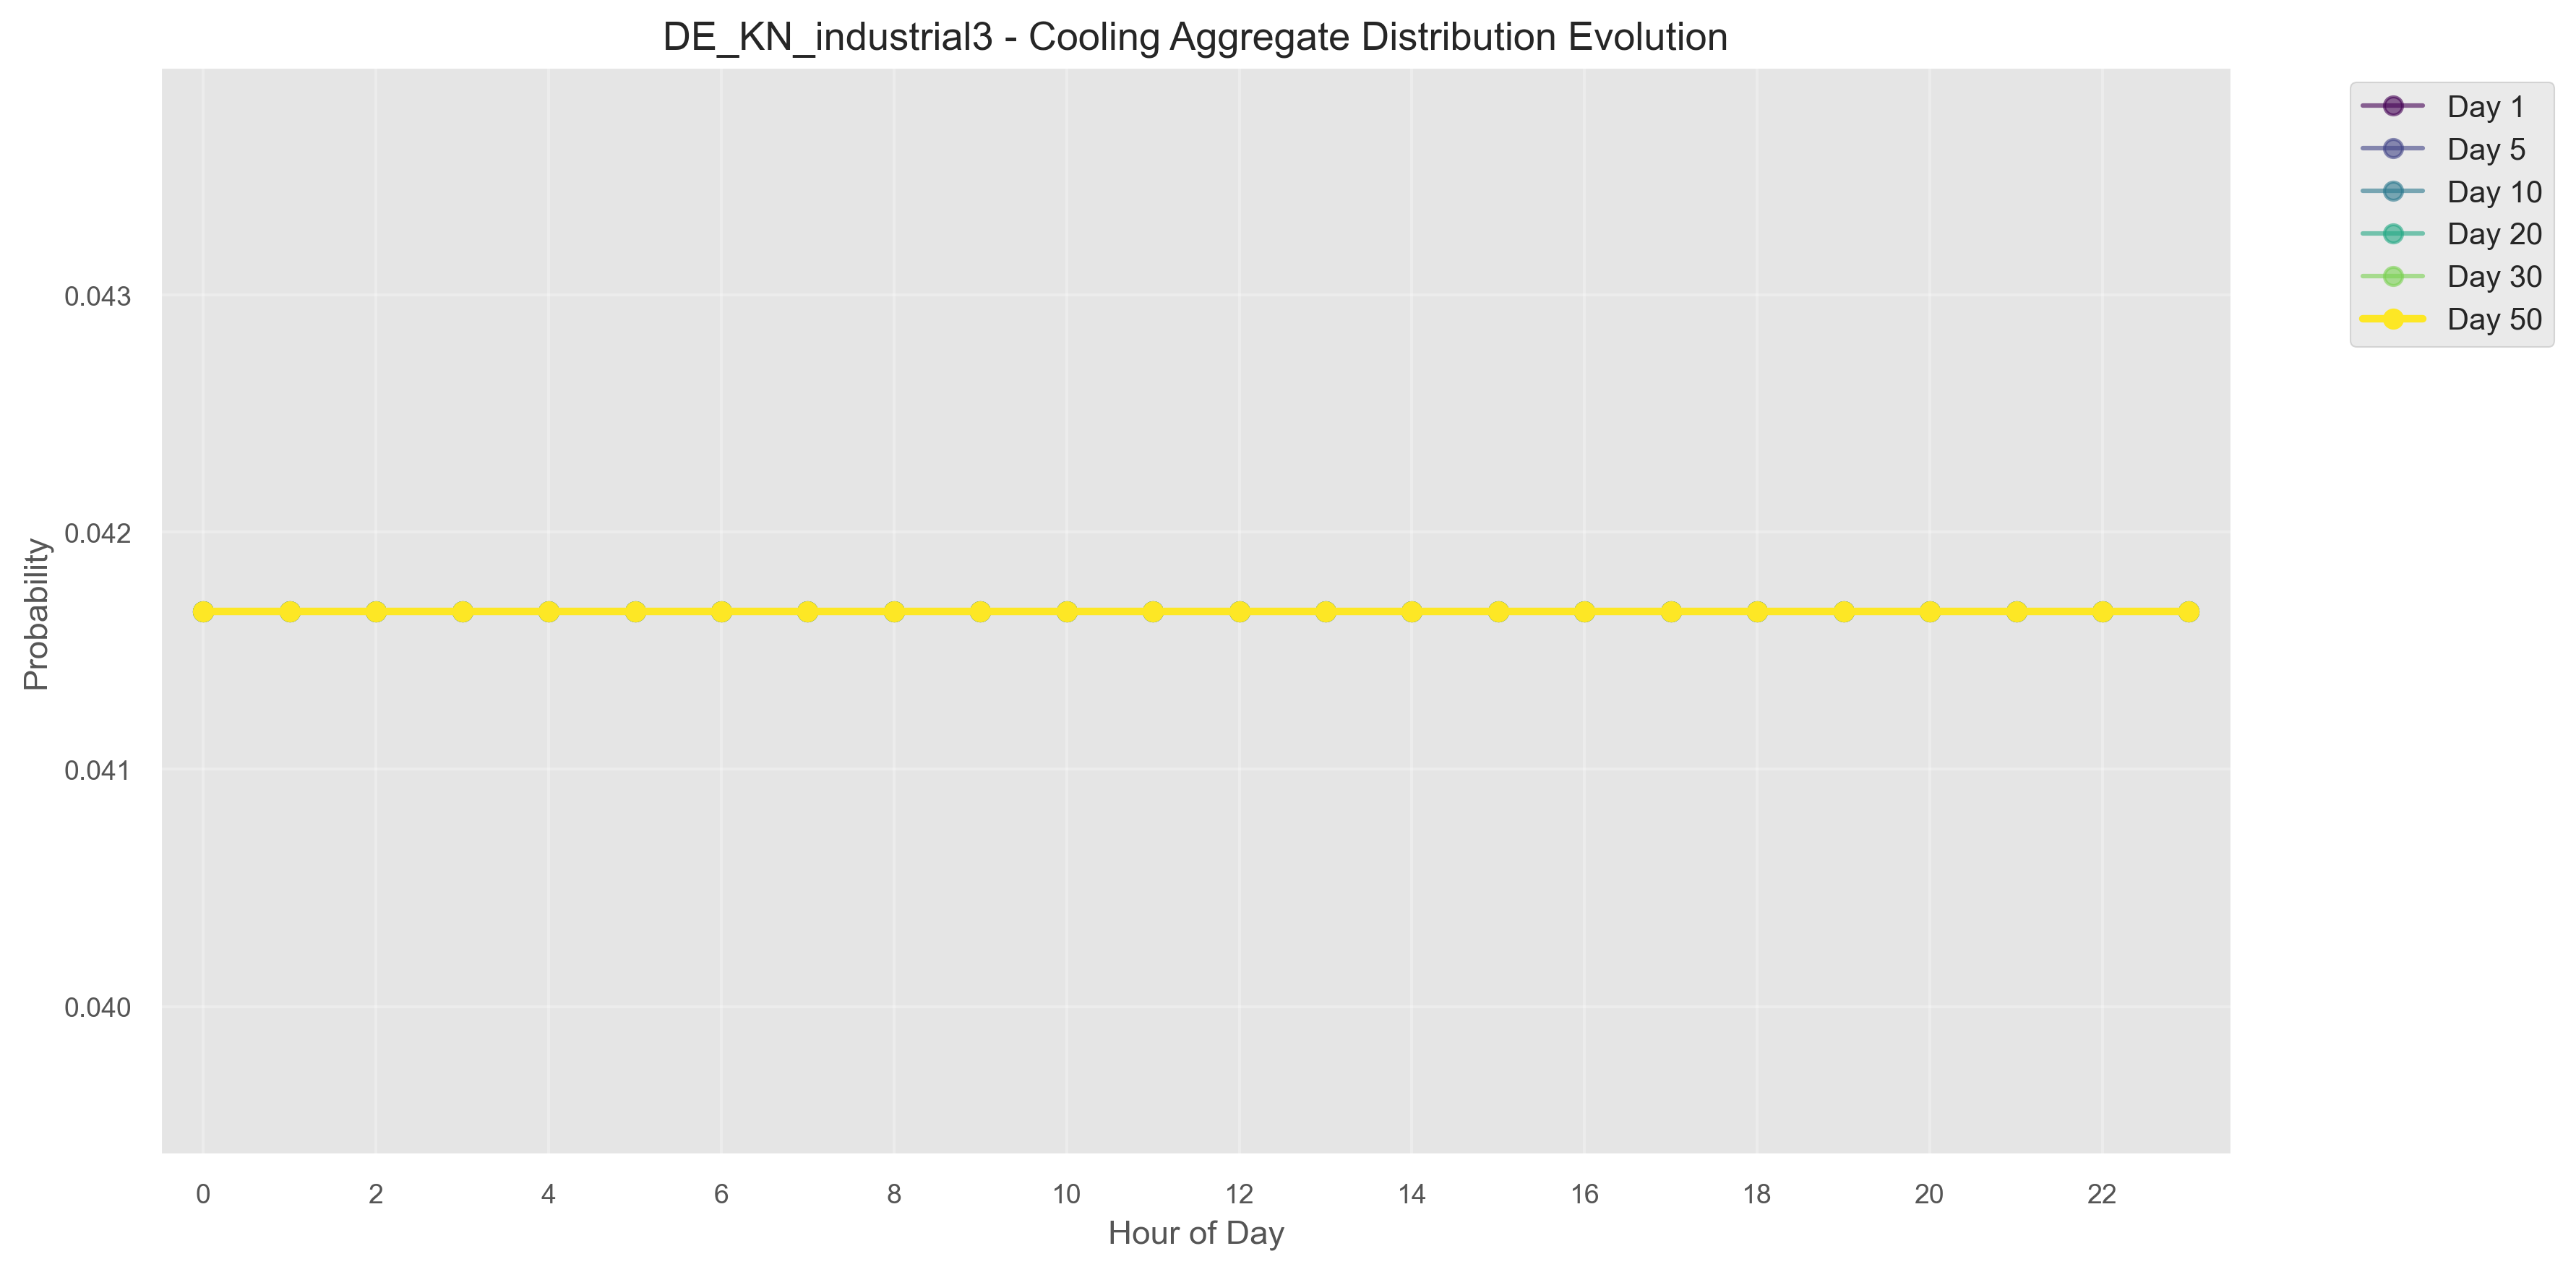 DE_KN_industrial3 - Cooling Aggregate Distribution Evolution
Day 1
Day 5
Day 10
Day 20
Day 30
Day 50
Probability
0.043
0.042
0.041
0.040
0 2 4 6 8 10 12 14 16 18 20 22
Hour of Day